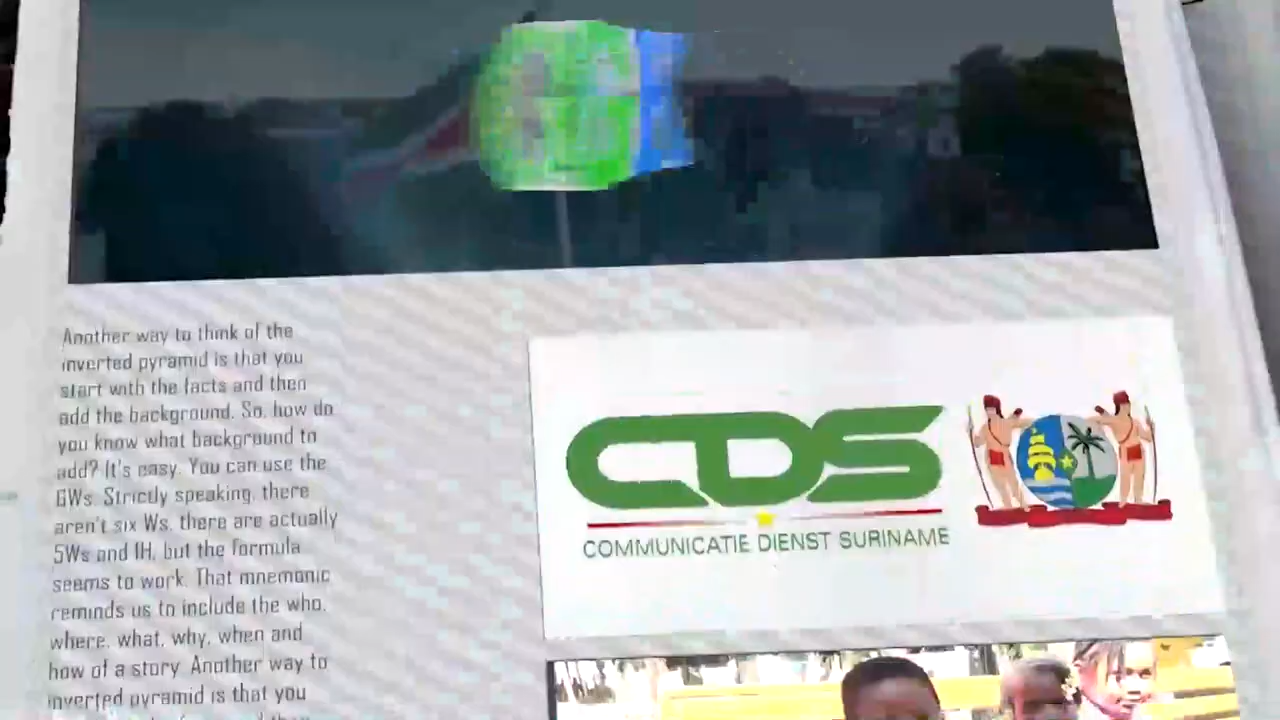 Another way to think of the
inverted pyramid is that you
start with the facts and then
add the background. So, how do
you know what background to
add? It's easy. You can use the
6Ws. Strictly speaking, there
aren't six Ws, there are actually
5Ws and 1H, but the formula
seems to work. That mnemonic
reminds us to include the who,
where, what, why, when and
how of a story. Another way to
inverted pyramid is that you
CDS
COMMUNICATIE DIENST SURINAME